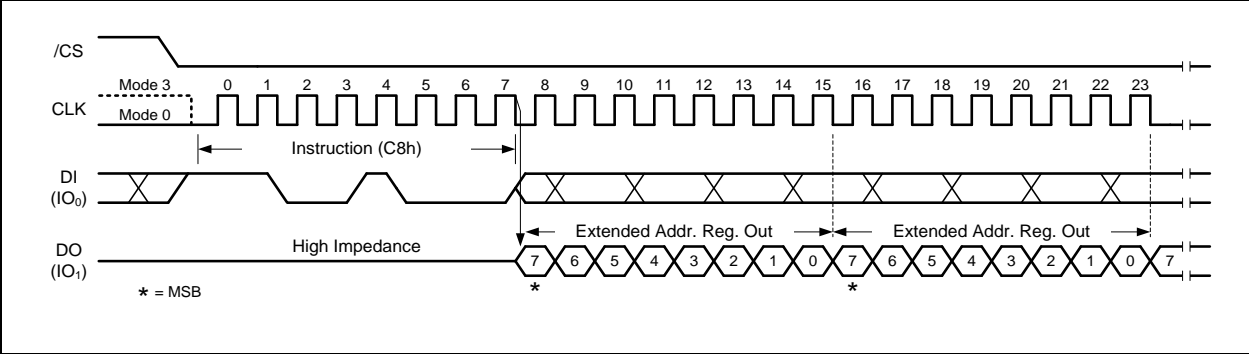 /CS
Mode 3 0 1 2 3 4 5 6 7 8 9 10 11 12 13 14 15 16 17 18 19 20 21 22 23
CLK
Mode 0
Instruction (C8h)
DI
(IO₀)
Extended Addr. Reg. Out Extended Addr. Reg. Out
High Impedance
DO
(IO₁)
7 6 5 4 3 2 1 0 7 6 5 4 3 2 1 0 7
* *
* = MSB